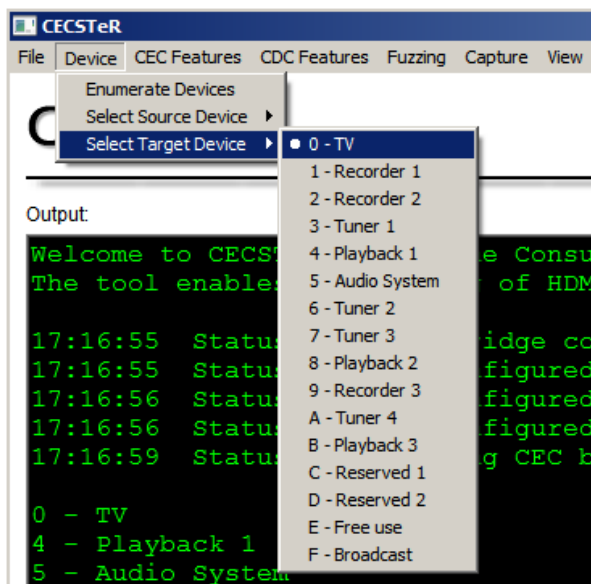 CECSTeR
File Device CEC Features CDC Features Fuzzing Capture View
Enumerate Devices
Select Source Device
Select Target Device
C
0 - TV
1 - Recorder 1
2 - Recorder 2
3 - Tuner 1
4 - Playback 1
5 - Audio System
6 - Tuner 2
7 - Tuner 3
8 - Playback 2
9 - Recorder 3
A - Tuner 4
B - Playback 3
C - Reserved 1
D - Reserved 2
E - Free use
F - Broadcast
Output:
Welcome to CECS e Consu
The tool enable of HDM
17:16:55 Statu idge co
17:16:55 Statu figured
17:16:56 Statu figured
17:16:56 Statu figured
17:16:59 Statu g CEC b
0 - TV
4 - Playback 1
5 - Audio System